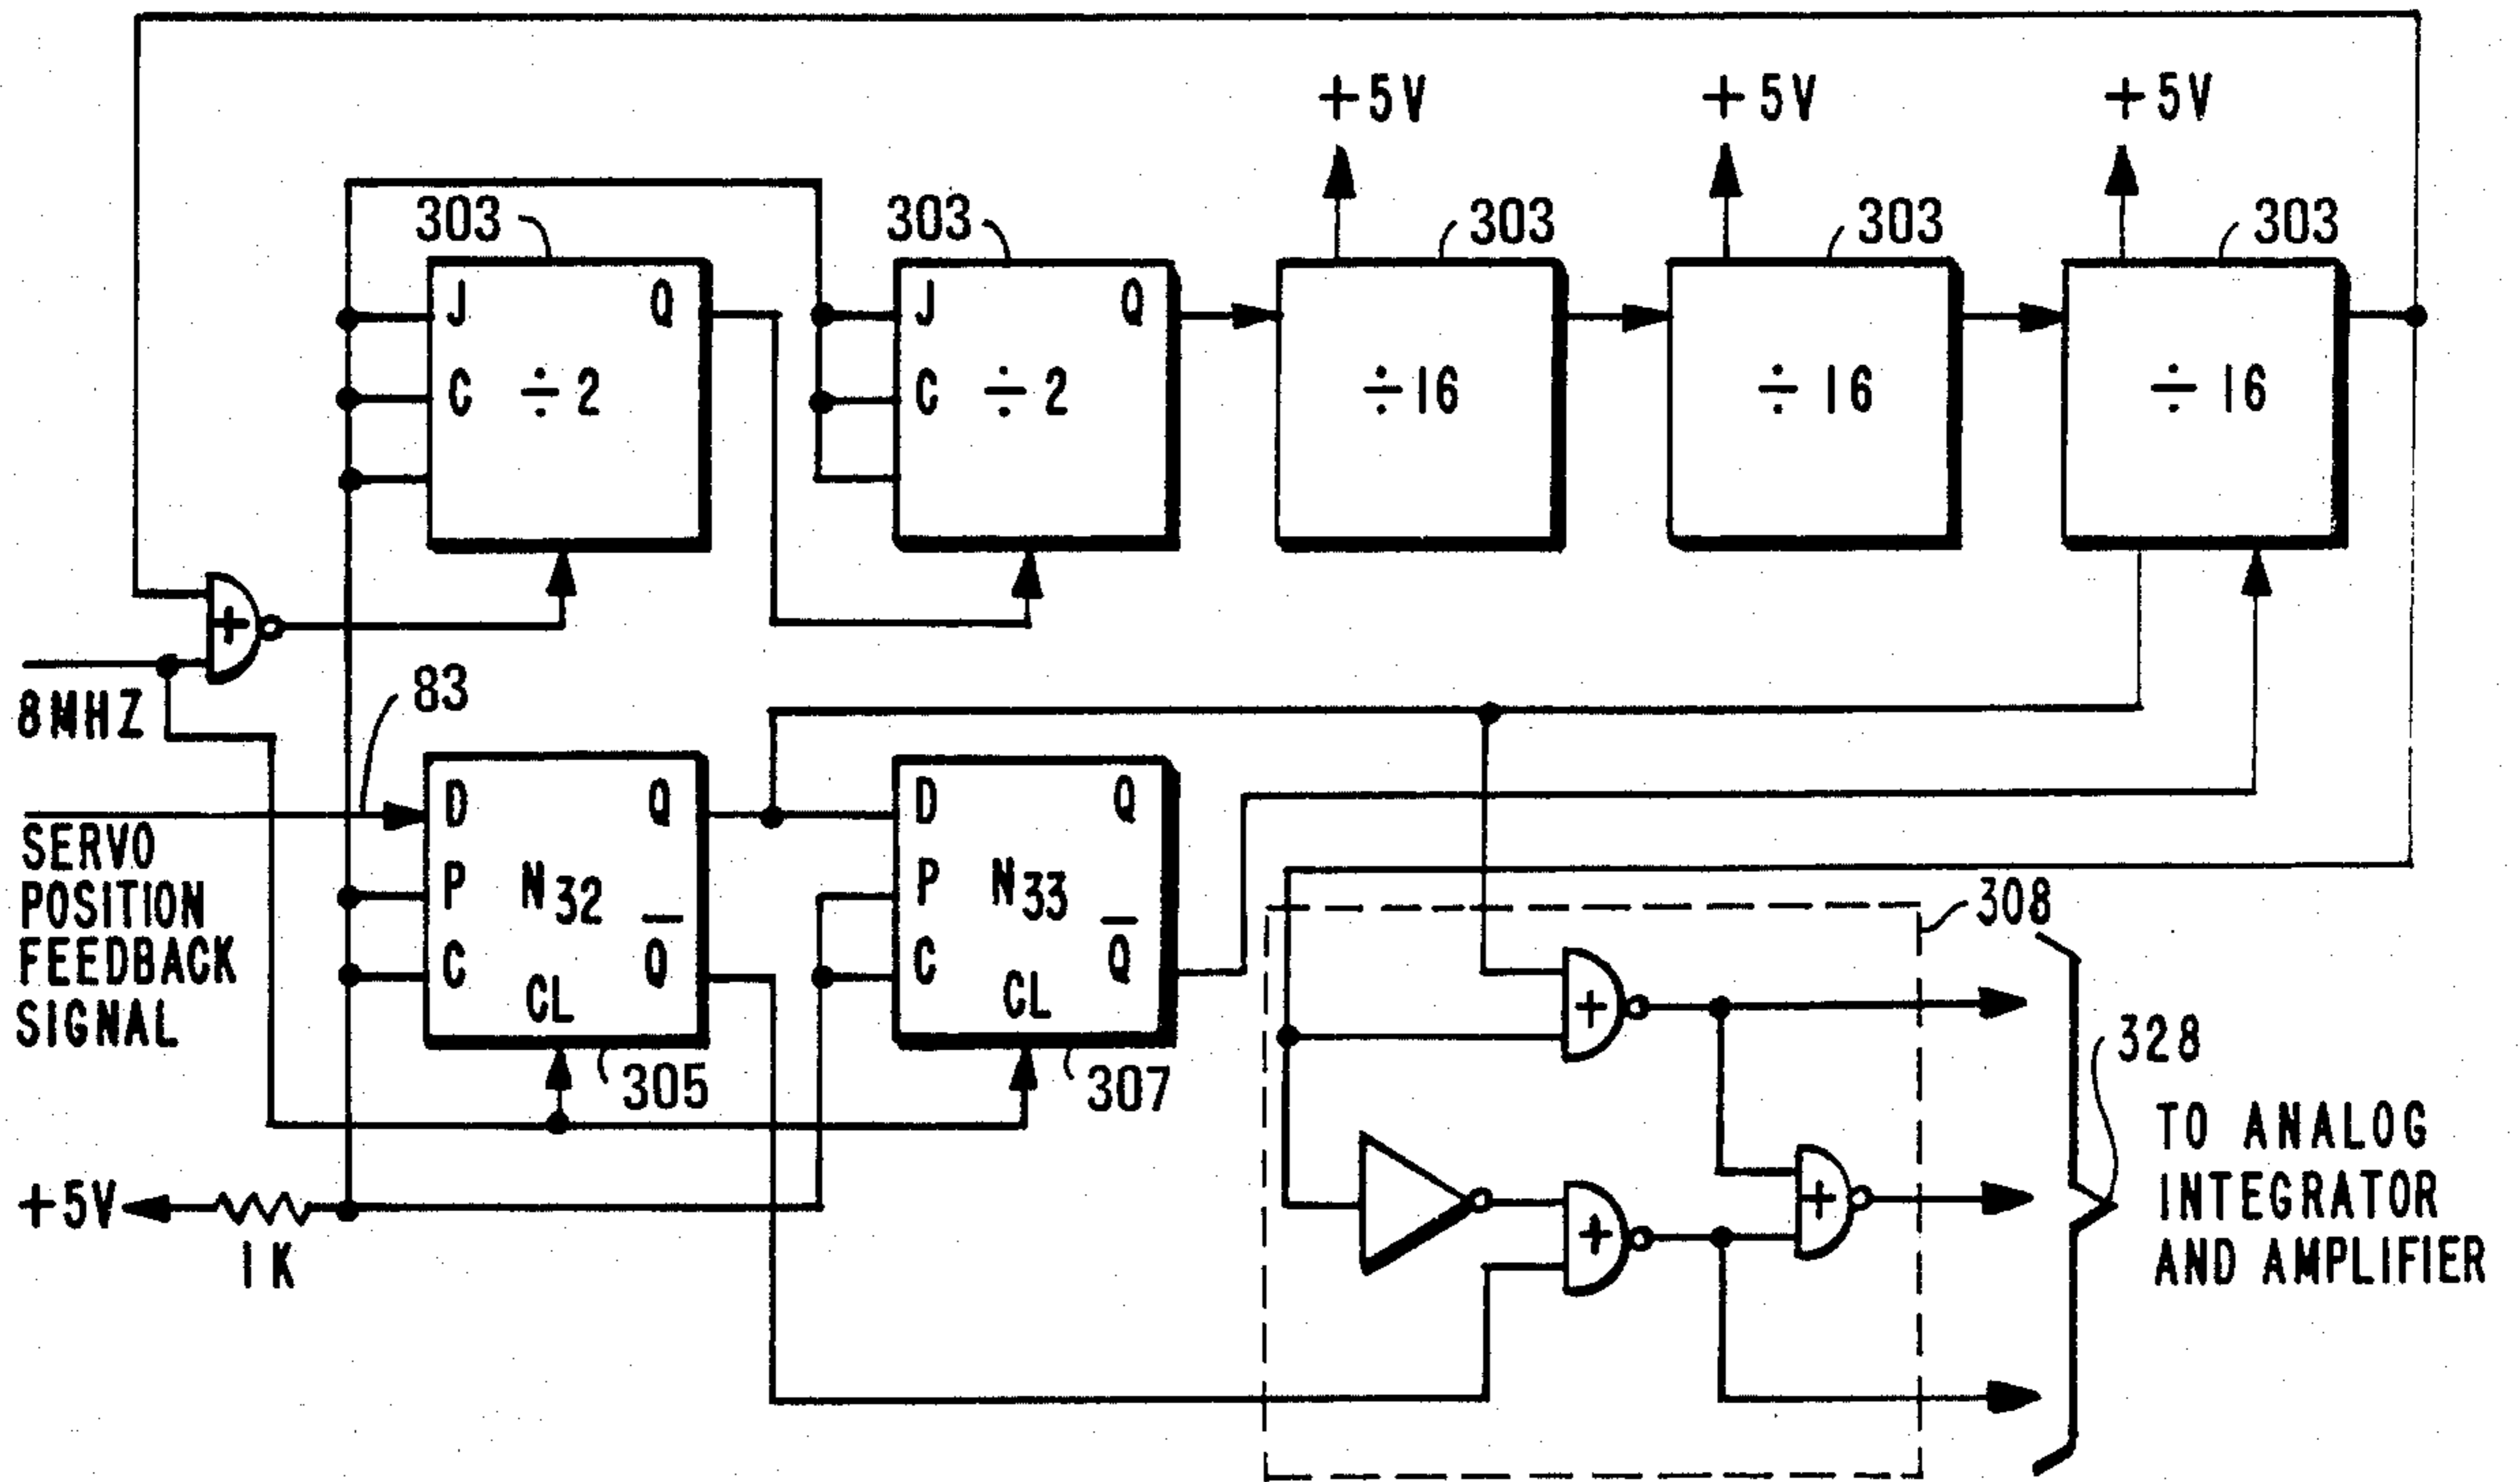 +5V +5V +5V
303 303 303 303 303
J Q J Q
C ÷2 C ÷2 ÷16 ÷16 ÷16
+
8MHZ
83
D Q D Q
SERVO
POSITION
FEEDBACK
SIGNAL
P N32 P N33
C Q̅ C Q̅
CL CL
305 307
308
+
328
TO ANALOG
INTEGRATOR
AND AMPLIFIER
+5V
1K
+ +